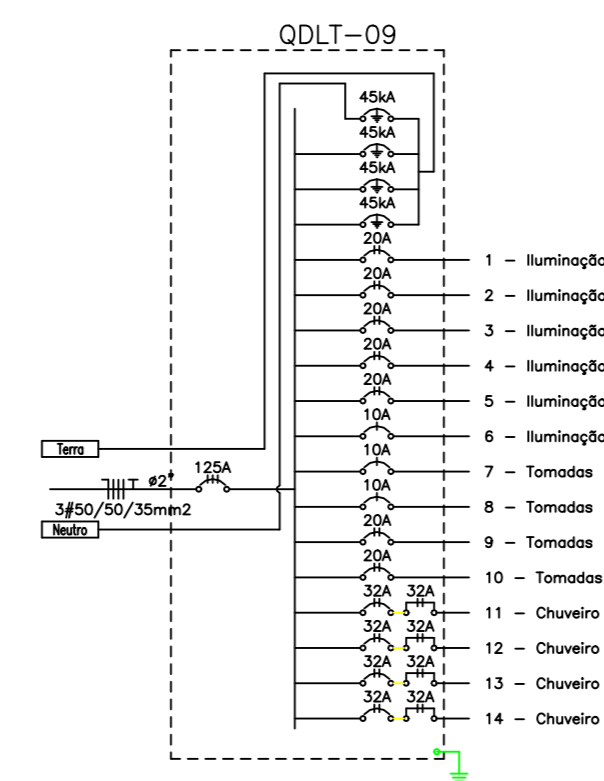 QDLT-09
45kA
45kA
45kA
45kA
20A
1 - Iluminação
20A
2 - Iluminação
20A
3 - Iluminação
20A
4 - Iluminação
20A
5 - Iluminação
10A
6 - Iluminação
10A
7 - Tomadas
10A
8 - Tomadas
20A
9 - Tomadas
20A
10 - Tomadas
32A 32A
11 - Chuveiro
32A 32A
12 - Chuveiro
32A 32A
13 - Chuveiro
32A 32A
14 - Chuveiro
Terra
ø2" 125A
3#50/50/35mm2
Neutro